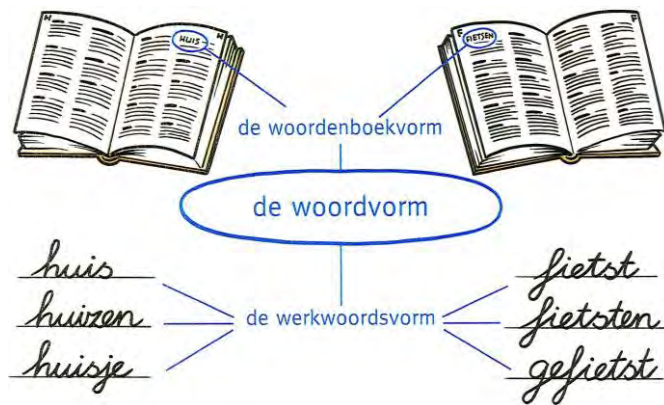 H
HUIS
H
F
FIETSEN
F
de woordenboekvorm
de woordvorm
huis
fietst
huizen
de werkwoordsvorm
fietsten
huisje
gefietst